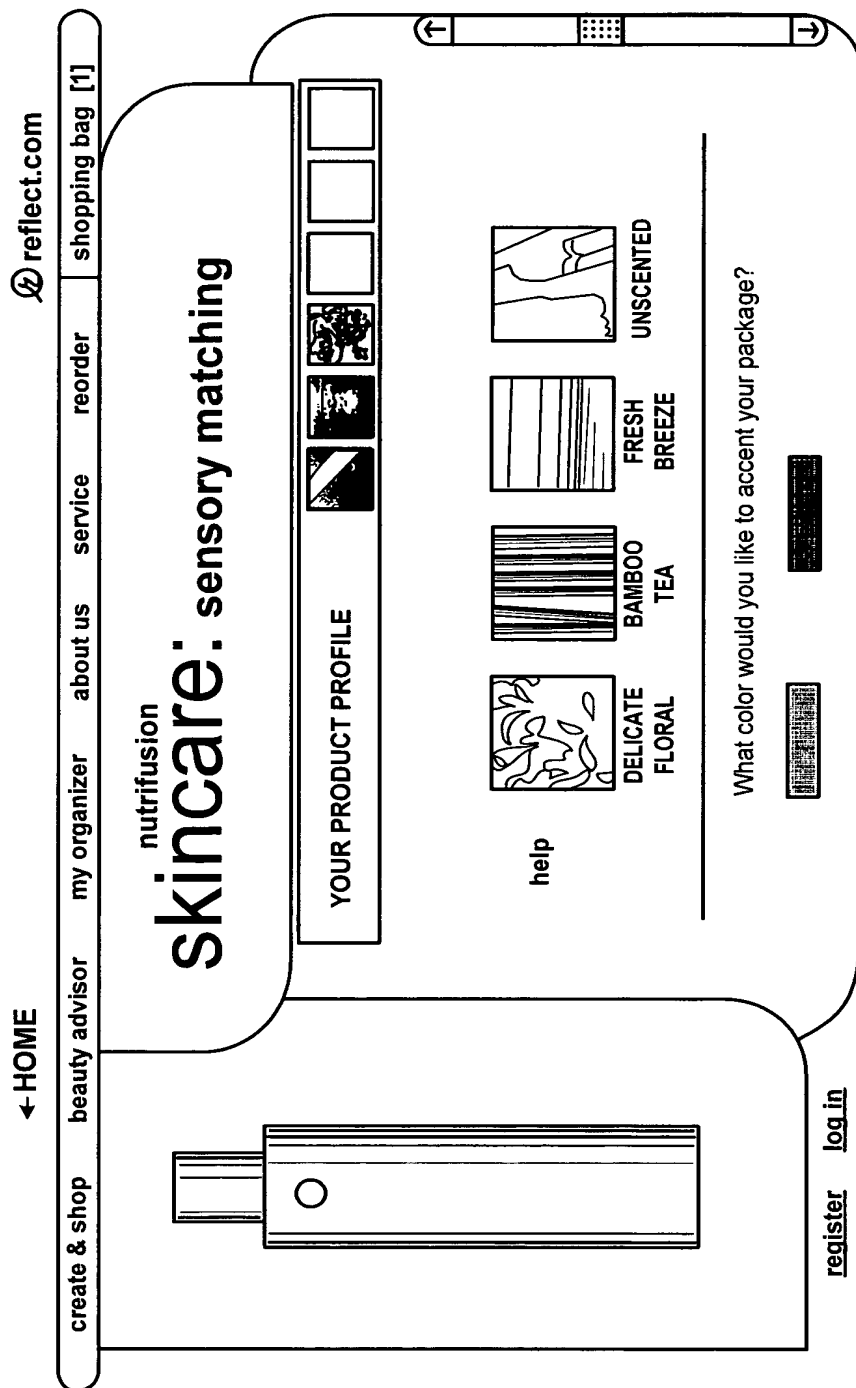 ←HOME
reflect.com
create & shop beauty advisor my organizer about us service reorder shopping bag [1]
nutrifusion
skincare: sensory matching
YOUR PRODUCT PROFILE
help
DELICATE
FLORAL
BAMBOO
TEA
FRESH
BREEZE
UNSCENTED
What color would you like to accent your package?
register log in